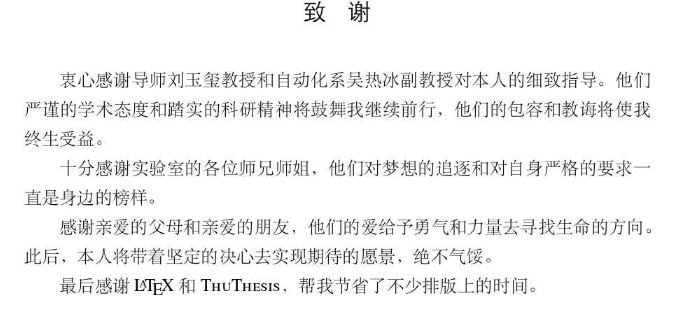 致 谢
衷心感谢导师刘玉玺教授和自动化系吴热冰副教授对本人的细致指导。他们
严谨的学术态度和踏实的科研精神将鼓舞我继续前行，他们的包容和教诲将使我
终生受益。
十分感谢实验室的各位师兄师姐，他们对梦想的追逐和对自身严格的要求一
直是身边的榜样。
感谢亲爱的父母和亲爱的朋友，他们的爱给予勇气和力量去寻找生命的方向。
此后，本人将带着坚定的决心去实现期待的愿景，绝不气馁。
最后感谢 LATEX 和 THUTHESIS，帮我节省了不少排版上的时间。